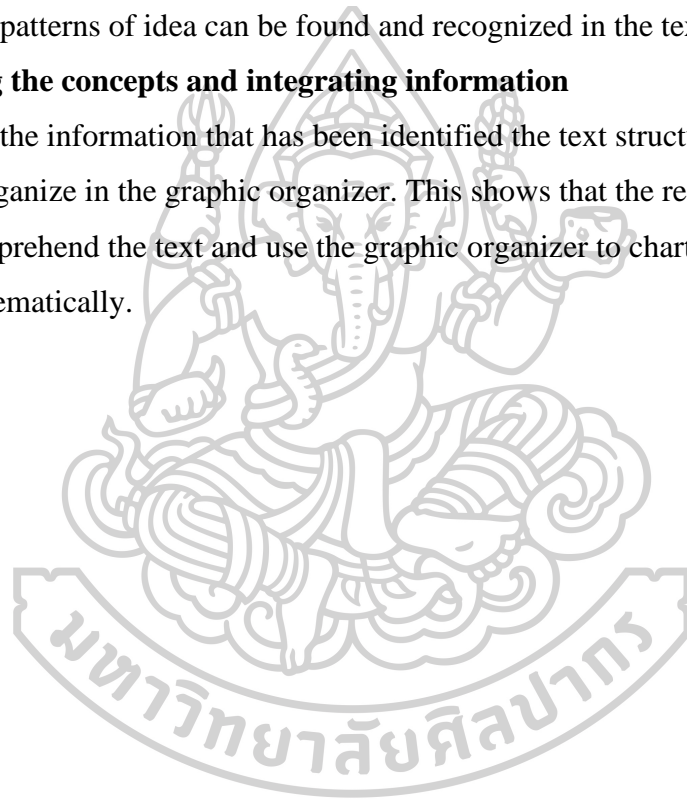 patterns of idea can be found and recognized in the te
the concepts and integrating information
the information that has been identified the text struct
ganize in the graphic organizer. This shows that the re
prehend the text and use the graphic organizer to chart
ematically.
มหาวิทยาลัยศิลปากร